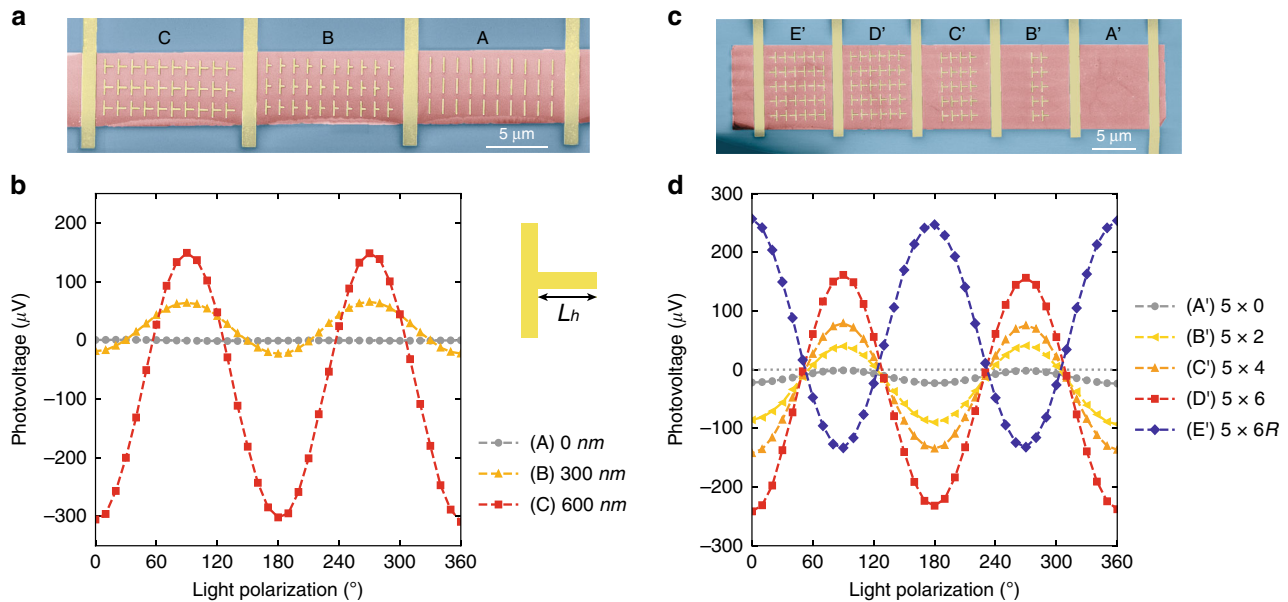 a
C B A
5 μm
b
Photovoltage (μV)
200
100
0
−100
−200
−300
0 60 120 180 240 300 360
Light polarization (°)
Lh
(A) 0 nm
(B) 300 nm
(C) 600 nm
c
E' D' C' B' A'
5 μm
d
Photovoltage (μV)
300
200
100
0
−100
−200
−300
0 60 120 180 240 300 360
Light polarization (°)
(A') 5 × 0
(B') 5 × 2
(C') 5 × 4
(D') 5 × 6
(E') 5 × 6R